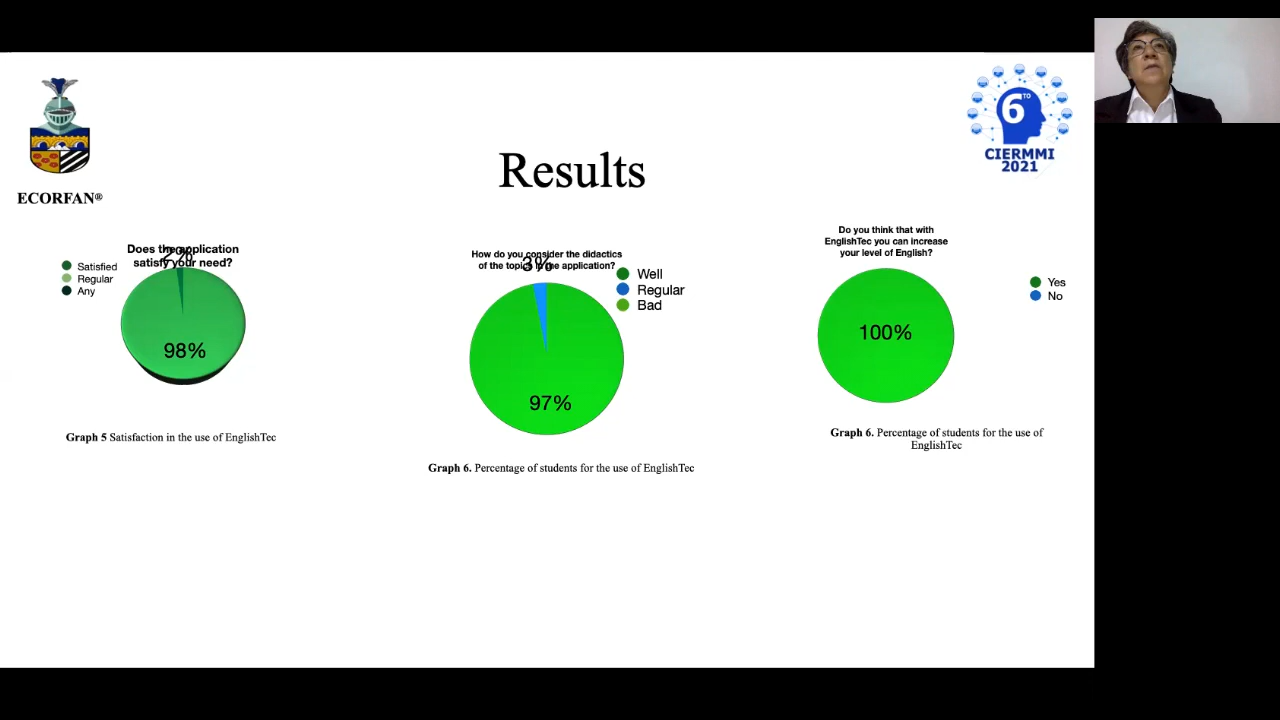 ECORFAN®
6TO
CIERMMI
2021
Results
Does the application
satisfy your need?
2%
Satisfied
Regular
Any
98%
Graph 5 Satisfaction in the use of EnglishTec
How do you consider the didactics
of the topics in the application?
3%
Well
Regular
Bad
97%
Graph 6. Percentage of students for the use of EnglishTec
Do you think that with
EnglishTec you can increase
your level of English?
Yes
No
100%
Graph 6. Percentage of students for the use of
EnglishTec